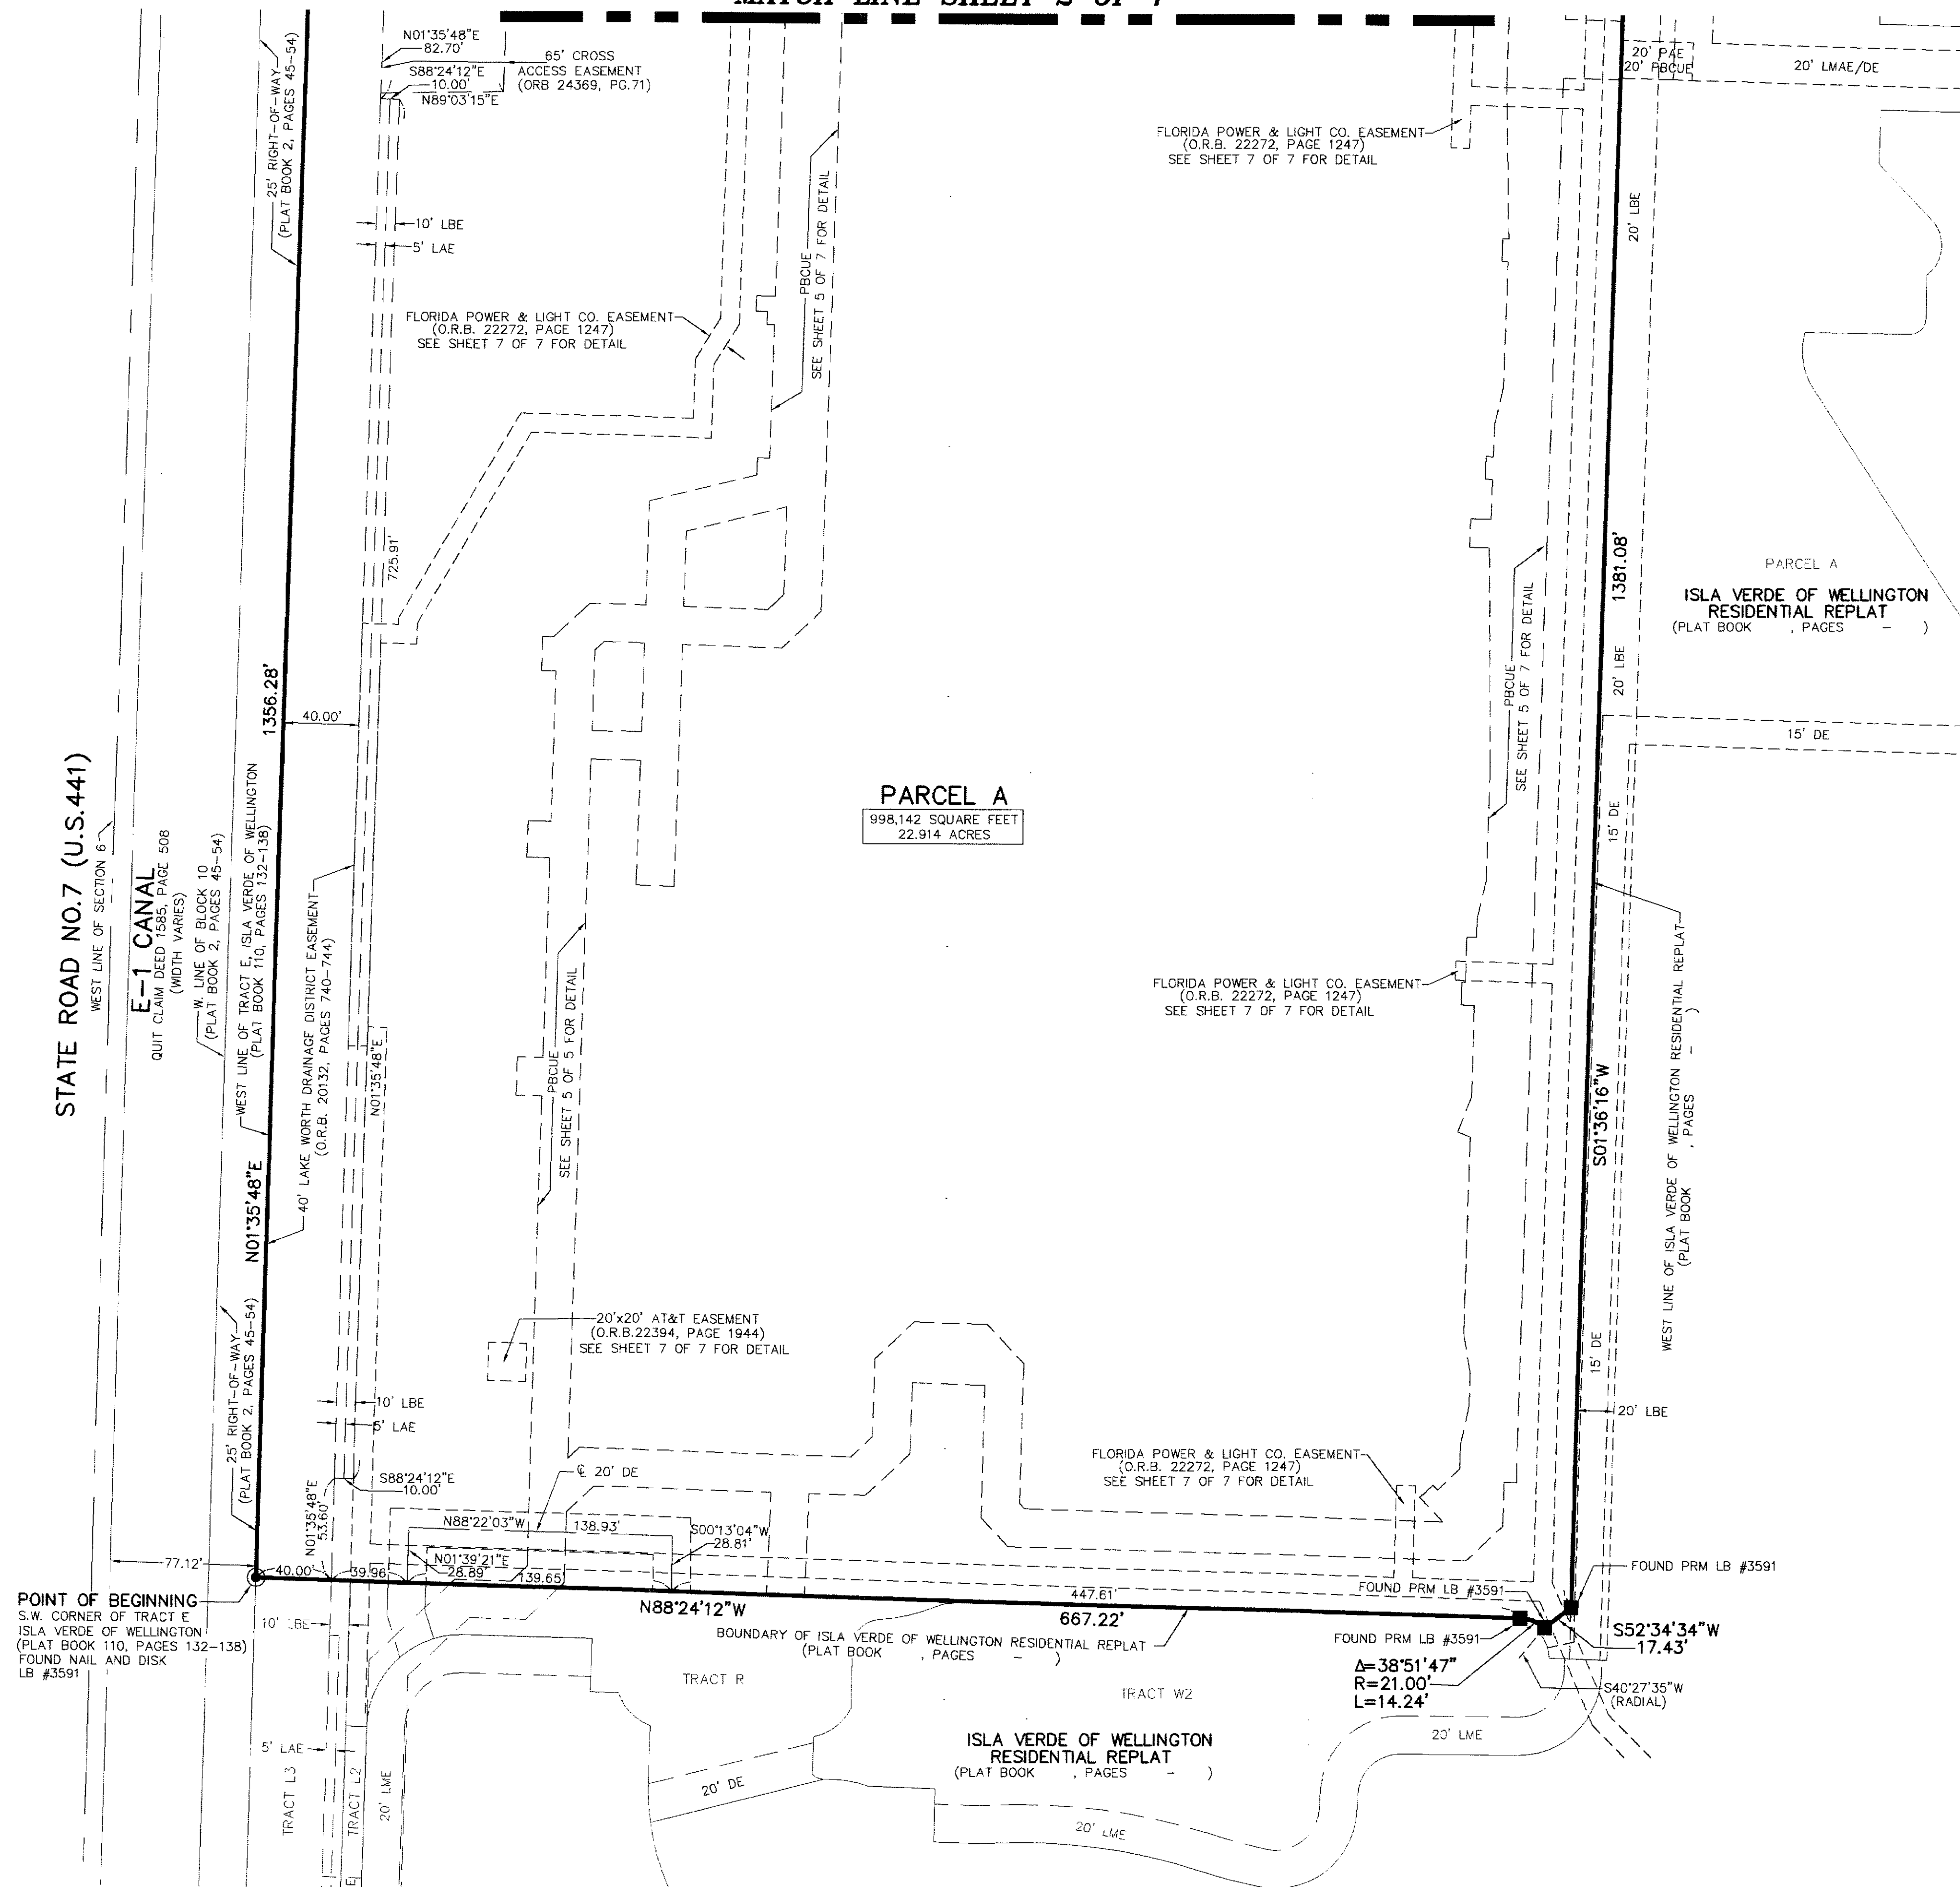 MATCH LINE SHEET 2 OF 7
N01°35'48"E
82.70'
S88°24'12"E
10.00'
N89°03'15"E
65' CROSS
ACCESS EASEMENT
(ORB 24369, PG.71)
25' RIGHT-OF-WAY
(PLAT BOOK 2, PAGES 45-54)
20' PAE
20' PBCUE
20' LMAE/DE
FLORIDA POWER & LIGHT CO. EASEMENT
(O.R.B. 22272, PAGE 1247)
SEE SHEET 7 OF 7 FOR DETAIL
10' LBE
5' LAE
PBCUE
SEE SHEET 5 OF 7 FOR DETAIL
20' LBE
FLORIDA POWER & LIGHT CO. EASEMENT
(O.R.B. 22272, PAGE 1247)
SEE SHEET 7 OF 7 FOR DETAIL
725.91'
1381.08'
PARCEL A
ISLA VERDE OF WELLINGTON
RESIDENTIAL REPLAT
(PLAT BOOK , PAGES - )
PBCUE
SEE SHEET 5 OF 7 FOR DETAIL
20' LBE
1356.28'
40.00'
15' DE
PARCEL A
998,142 SQUARE FEET
22.914 ACRES
15' DE
STATE ROAD NO.7 (U.S.441)
WEST LINE OF SECTION 6
E-1 CANAL
QUIT CLAIM DEED 1585, PAGE 508
(WIDTH VARIES)
W. LINE OF BLOCK 10
(PLAT BOOK 2, PAGES 45-54)
WEST LINE OF TRACT E, ISLA VERDE OF WELLINGTON
(PLAT BOOK 110, PAGES 132-138)
40' LAKE WORTH DRAINAGE DISTRICT EASEMENT
(O.R.B. 20132, PAGES 740-744)
N01°35'48"E
PBCUE
SEE SHEET 5 OF 5 FOR DETAIL
FLORIDA POWER & LIGHT CO. EASEMENT
(O.R.B. 22272, PAGE 1247)
SEE SHEET 7 OF 7 FOR DETAIL
S01°36'16"W
WEST LINE OF ISLA VERDE OF WELLINGTON RESIDENTIAL REPLAT
(PLAT BOOK , PAGES - )
N01°35'48"E
25' RIGHT-OF-WAY
(PLAT BOOK 2, PAGES 45-54)
20'x20' AT&T EASEMENT
(O.R.B.22394, PAGE 1944)
SEE SHEET 7 OF 7 FOR DETAIL
15' DE
10' LBE
5' LAE
20' LBE
S88°24'12"E
10.00'
N01°35'48"E
53.60'
℄ 20' DE
FLORIDA POWER & LIGHT CO. EASEMENT
(O.R.B. 22272, PAGE 1247)
SEE SHEET 7 OF 7 FOR DETAIL
N88°22'03"W
138.93'
S00°13'04"W
28.81'
N01°39'21"E
28.89'
77.12'
40.00'
39.96
139.65'
447.61'
FOUND PRM LB #3591
FOUND PRM LB #3591
N88°24'12"W
667.22'
POINT OF BEGINNING
S.W. CORNER OF TRACT E
ISLA VERDE OF WELLINGTON
(PLAT BOOK 110, PAGES 132-138)
FOUND NAIL AND DISK
LB #3591
10' LBE
BOUNDARY OF ISLA VERDE OF WELLINGTON RESIDENTIAL REPLAT
(PLAT BOOK , PAGES - )
FOUND PRM LB #3591
S52°34'34"W
17.43'
Δ=38°51'47"
R=21.00'
L=14.24'
S40°27'35"W
(RADIAL)
TRACT R
TRACT W2
20' LME
ISLA VERDE OF WELLINGTON
RESIDENTIAL REPLAT
(PLAT BOOK , PAGES - )
5' LAE
TRACT L3
TRACT L2
20' LME
20' DE
20' LME
E